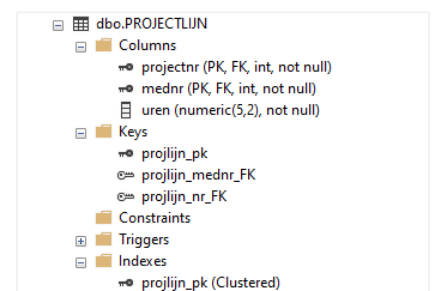 dbo.PROJECTLIJN
Columns
projectnr (PK, FK, int, not null)
mednr (PK, FK, int, not null)
uren (numeric(5,2), not null)
Keys
projlijn_pk
projlijn_mednr_FK
projlijn_nr_FK
Constraints
Triggers
Indexes
projlijn_pk (Clustered)